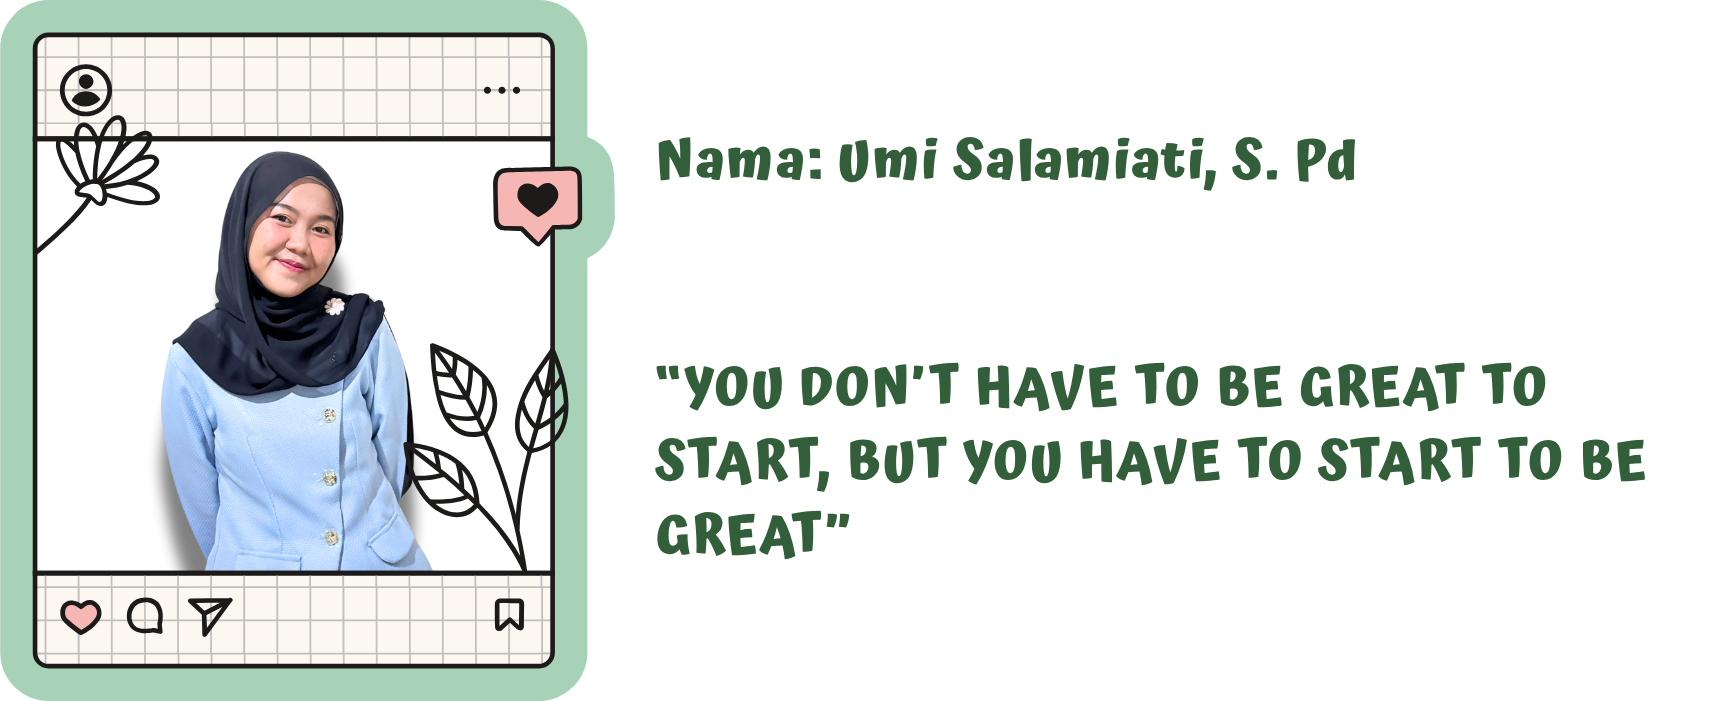 Nama: Umi Salamiati, S. Pd
“YOU DON’T HAVE TO BE GREAT TO
START, BUT YOU HAVE TO START TO BE
GREAT”